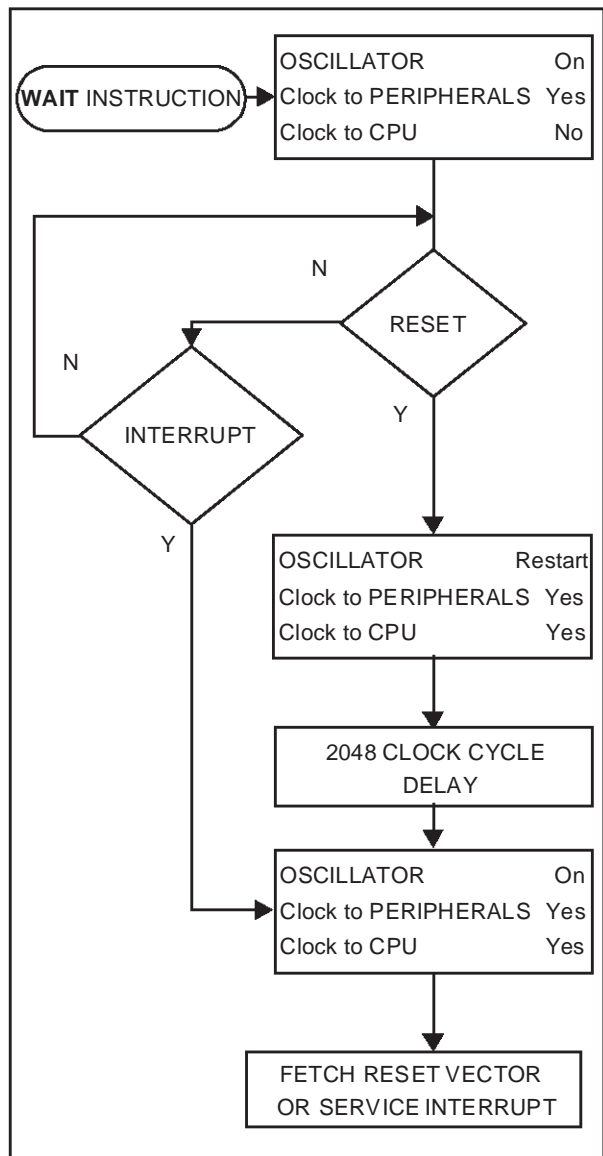 WAIT INSTRUCTION
OSCILLATOR On
Clock to PERIPHERALS Yes
Clock to CPU No
N
RESET
N
INTERRUPT
Y
Y
OSCILLATOR Restart
Clock to PERIPHERALS Yes
Clock to CPU Yes
2048 CLOCK CYCLE
DELAY
OSCILLATOR On
Clock to PERIPHERALS Yes
Clock to CPU Yes
FETCH RESET VECTOR
OR SERVICE INTERRUPT